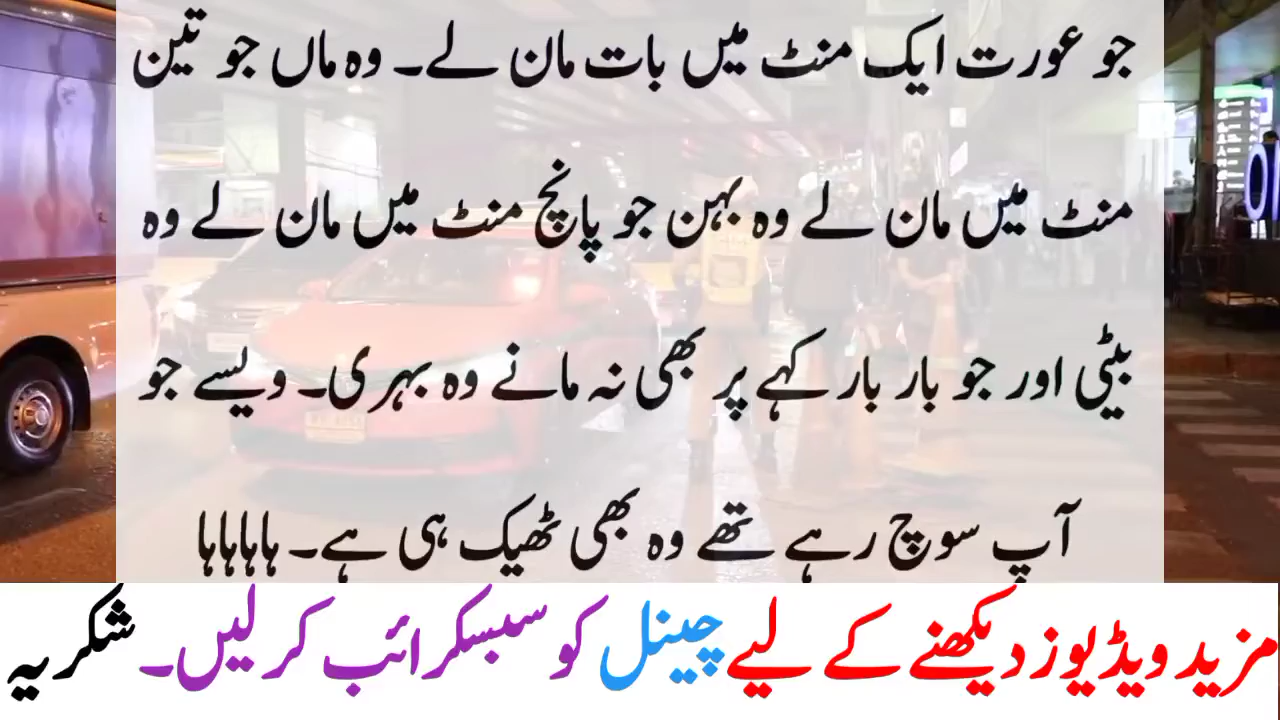 جو عورت ایک منٹ میں بات مان لے۔ وہ ماں جو تین
منٹ میں مان لے وہ بہن جو پانچ منٹ میں مان لے وہ
بیٹی اور جو بار بار کہے پر بھی نہ مانے وہ بہری۔ ویسے جو
آپ سوچ رہے تھے وہ بھی ٹھیک ہی ہے۔ ہاہاہاہا
مزید ویڈیوز دیکھنے کے لیے چینل کو سبسکرائب کر لیں۔ شکریہ